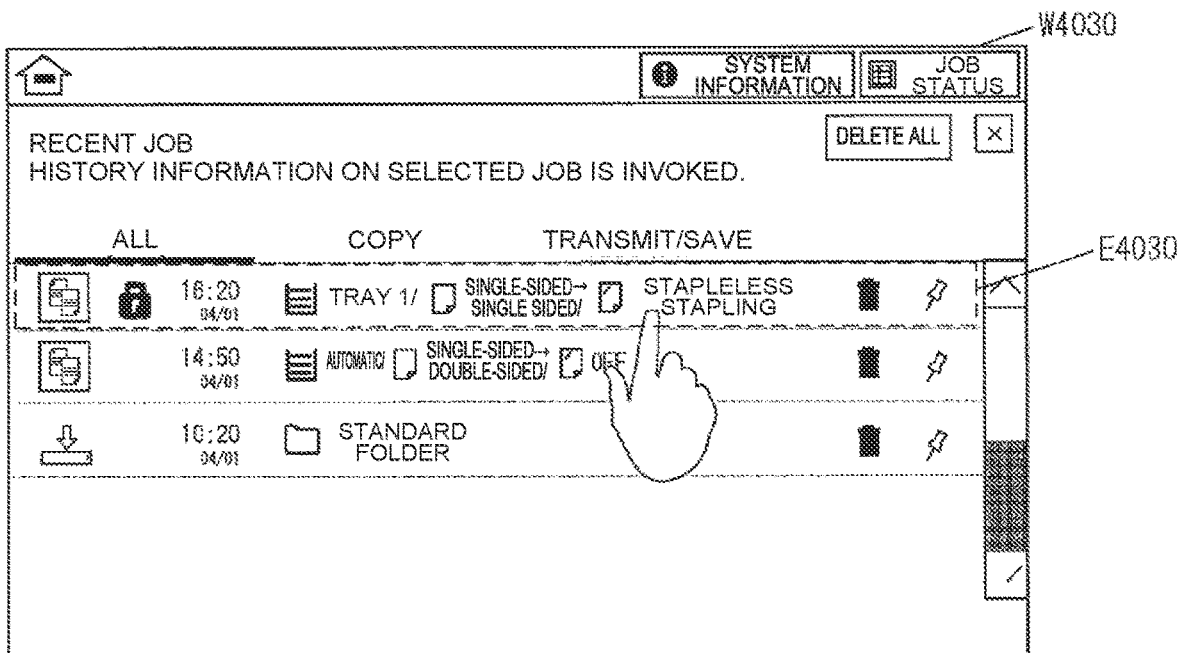 W4030
SYSTEM
INFORMATION
JOB
STATUS
RECENT JOB
HISTORY INFORMATION ON SELECTED JOB IS INVOKED.
DELETE ALL
×
ALL COPY TRANSMIT/SAVE
E4030
16:20
04/01
TRAY 1/
SINGLE-SIDED→
SINGLE SIDED/
STAPLELESS
STAPLING
14:50
04/01
AUTOMATIC/
SINGLE-SIDED→
DOUBLE-SIDED/
OFF
10:20
04/01
STANDARD
FOLDER